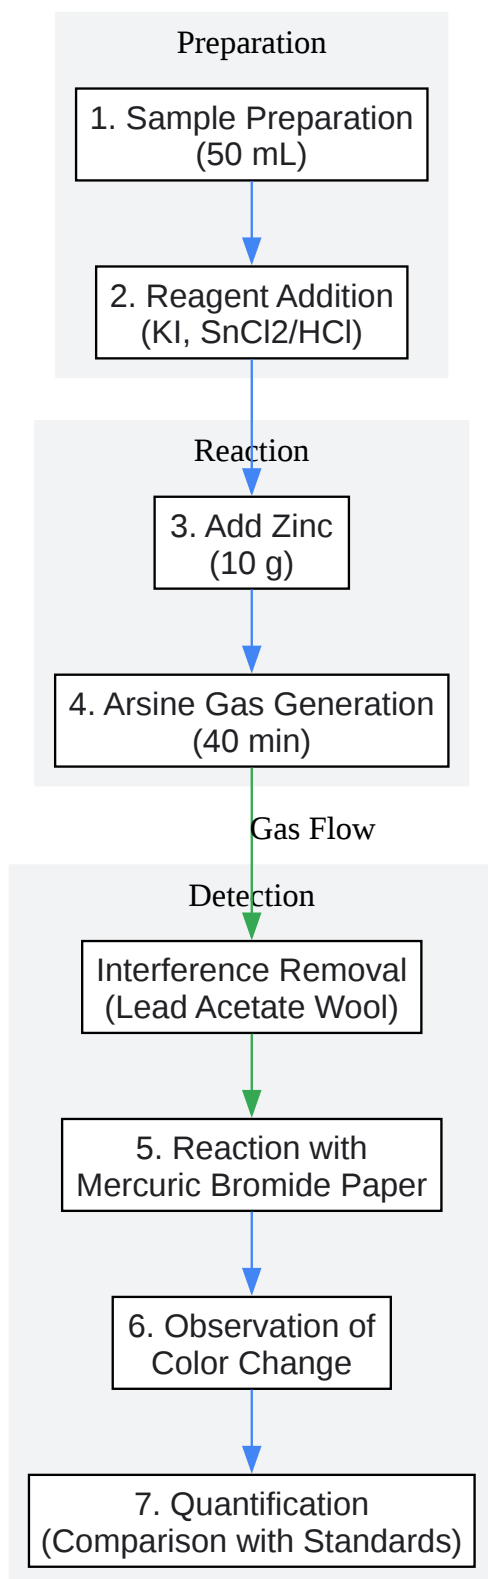 Preparation
1. Sample Preparation
(50 mL)
2. Reagent Addition
(KI, SnCl2/HCl)
Reaction
3. Add Zinc
(10 g)
4. Arsine Gas Generation
(40 min)
Gas Flow
Detection
Interference Removal
(Lead Acetate Wool)
5. Reaction with
Mercuric Bromide Paper
6. Observation of
Color Change
7. Quantification
(Comparison with Standards)